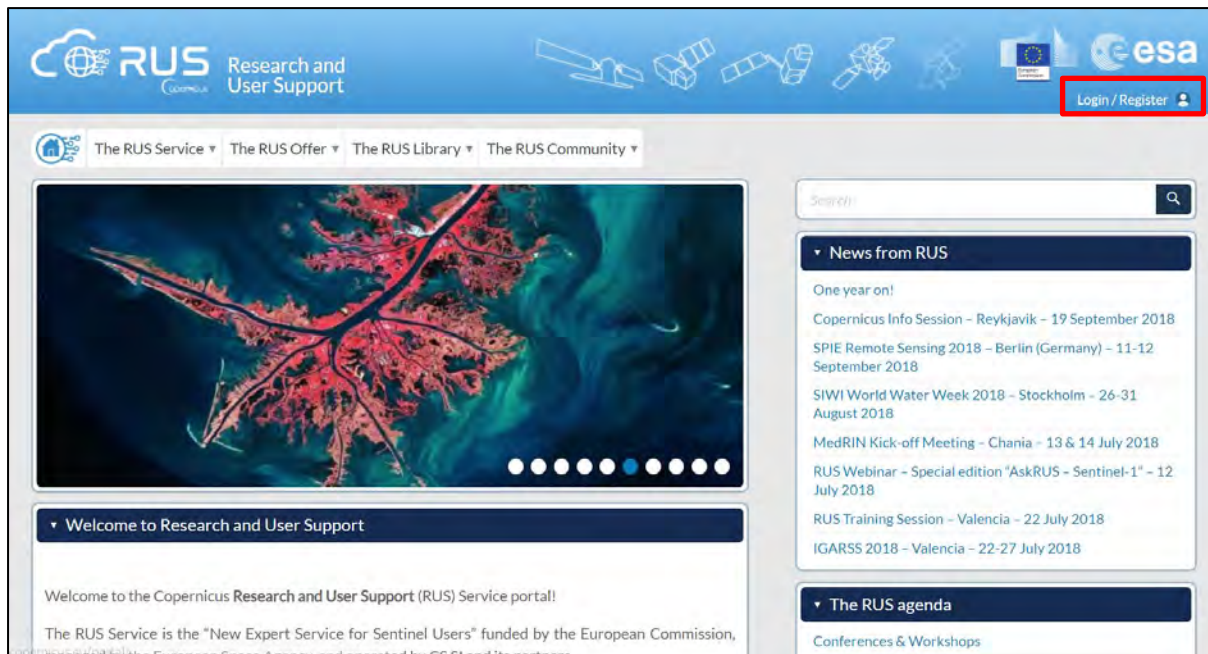 RUS
Copernicus
Research and
User Support
European
Commission
esa
Login / Register
The RUS Service
The RUS Offer
The RUS Library
The RUS Community
Search
News from RUS
One year on!
Copernicus Info Session – Reykjavik – 19 September 2018
SPIE Remote Sensing 2018 – Berlin (Germany) – 11-12
September 2018
SIWI World Water Week 2018 – Stockholm – 26-31
August 2018
MedRIN Kick-off Meeting – Chania – 13 & 14 July 2018
RUS Webinar – Special edition "AskRUS – Sentinel-1" – 12
July 2018
RUS Training Session – Valencia – 22 July 2018
IGARSS 2018 – Valencia – 22-27 July 2018
Welcome to Research and User Support
Welcome to the Copernicus Research and User Support (RUS) Service portal!
The RUS Service is the "New Expert Service for Sentinel Users" funded by the European Commission,
The RUS agenda
Conferences & Workshops